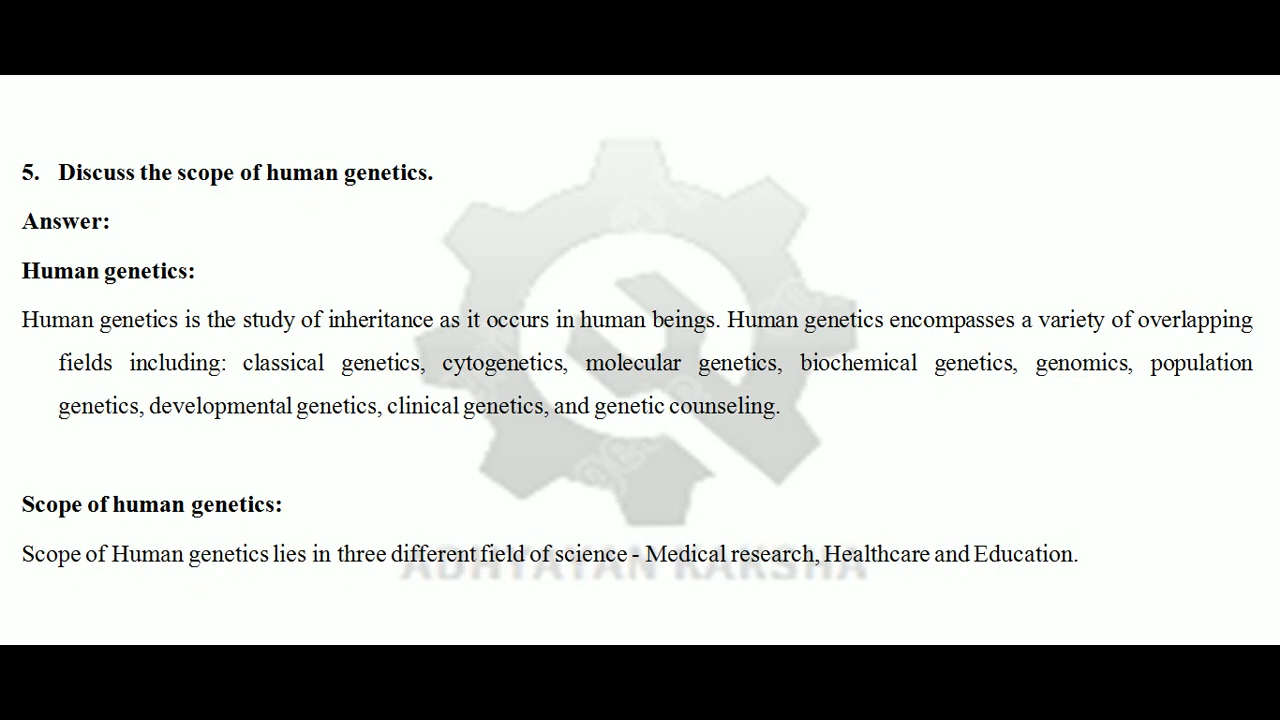 5. Discuss the scope of human genetics.
Answer:
Human genetics:
Human genetics is the study of inheritance as it occurs in human beings. Human genetics encompasses a variety of overlapping
fields including: classical genetics, cytogenetics, molecular genetics, biochemical genetics, genomics, population
genetics, developmental genetics, clinical genetics, and genetic counseling.
Scope of human genetics:
Scope of Human genetics lies in three different field of science - Medical research, Healthcare and Education.
ADHYATAN KAKSHA